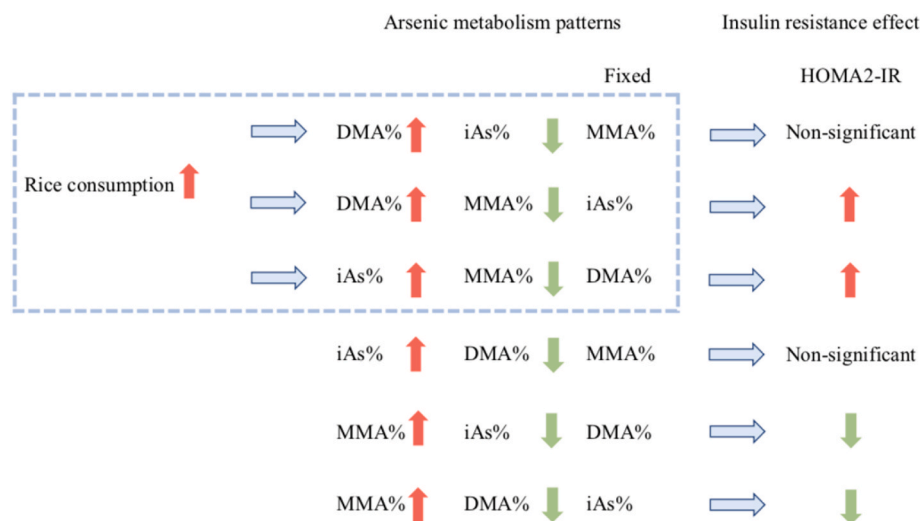 Arsenic metabolism patterns Insulin resistance effect
Fixed HOMA2-IR
DMA% iAs% MMA% Non-significant
Rice consumption
DMA% MMA% iAs%
iAs% MMA% DMA%
iAs% DMA% MMA% Non-significant
MMA% iAs% DMA%
MMA% DMA% iAs%